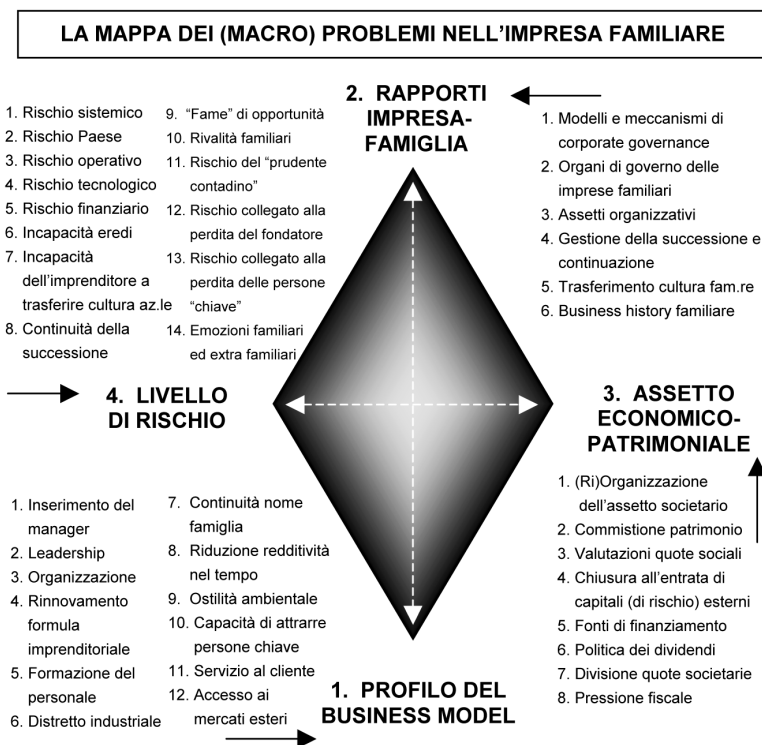 LA MAPPA DEI (MACRO) PROBLEMI NELL'IMPRESA FAMILIARE
2. RAPPORTI
IMPRESA-
FAMIGLIA
1. Modelli e meccanismi di
corporate governance
2. Organi di governo delle
imprese familiari
3. Assetti organizzativi
4. Gestione della successione e
continuazione
5. Trasferimento cultura fam.re
6. Business history familiare
1. Rischio sistemico
2. Rischio Paese
3. Rischio operativo
4. Rischio tecnologico
5. Rischio finanziario
6. Incapacità eredi
7. Incapacità
dell'imprenditore a
trasferire cultura az.le
8. Continuità della
successione
9. “Fame” di opportunità
10. Rivalità familiari
11. Rischio del “prudente
contadino”
12. Rischio collegato alla
perdita del fondatore
13. Rischio collegato alla
perdita delle persone
“chiave”
14. Emozioni familiari
ed extra familiari
4. LIVELLO
DI RISCHIO
3. ASSETTO
ECONOMICO-
PATRIMONIALE
1. (Ri)Organizzazione
dell'assetto societario
2. Commistione patrimonio
3. Valutazioni quote sociali
4. Chiusura all'entrata di
capitali (di rischio) esterni
5. Fonti di finanziamento
6. Politica dei dividendi
7. Divisione quote societarie
8. Pressione fiscale
1. Inserimento del
manager
2. Leadership
3. Organizzazione
4. Rinnovamento
formula
imprenditoriale
5. Formazione del
personale
6. Distretto industriale
7. Continuità nome
famiglia
8. Riduzione redditività
nel tempo
9. Ostilità ambientale
10. Capacità di attrarre
persone chiave
11. Servizio al cliente
12. Accesso ai
mercati esteri
1. PROFILO DEL
BUSINESS MODEL